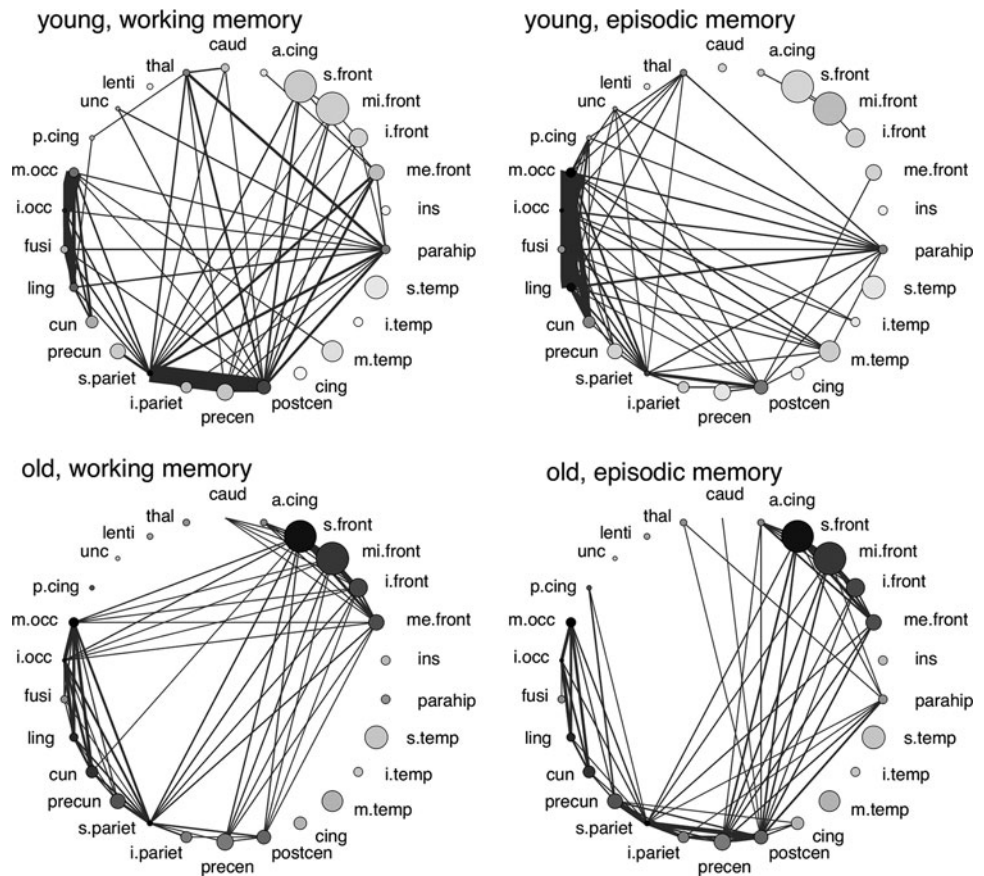 young, working memory
caud
a.cing
s.front
mi.front
i.front
me.front
ins
parahip
s.temp
i.temp
m.temp
cing
postcen
precen
i.pariet
s.pariet
precun
cun
ling
fusi
i.occ
m.occ
p.cing
unc
lenti
thal
young, episodic memory
caud
a.cing
s.front
mi.front
i.front
me.front
ins
parahip
s.temp
i.temp
m.temp
cing
postcen
precen
i.pariet
s.pariet
precun
cun
ling
fusi
i.occ
m.occ
p.cing
unc
lenti
thal
old, working memory
caud
a.cing
s.front
mi.front
i.front
me.front
ins
parahip
s.temp
i.temp
m.temp
cing
postcen
precen
i.pariet
s.pariet
precun
cun
ling
fusi
i.occ
m.occ
p.cing
unc
lenti
thal
old, episodic memory
caud
a.cing
s.front
mi.front
i.front
me.front
ins
parahip
s.temp
i.temp
m.temp
cing
postcen
precen
i.pariet
s.pariet
precun
cun
ling
fusi
i.occ
m.occ
p.cing
unc
lenti
thal